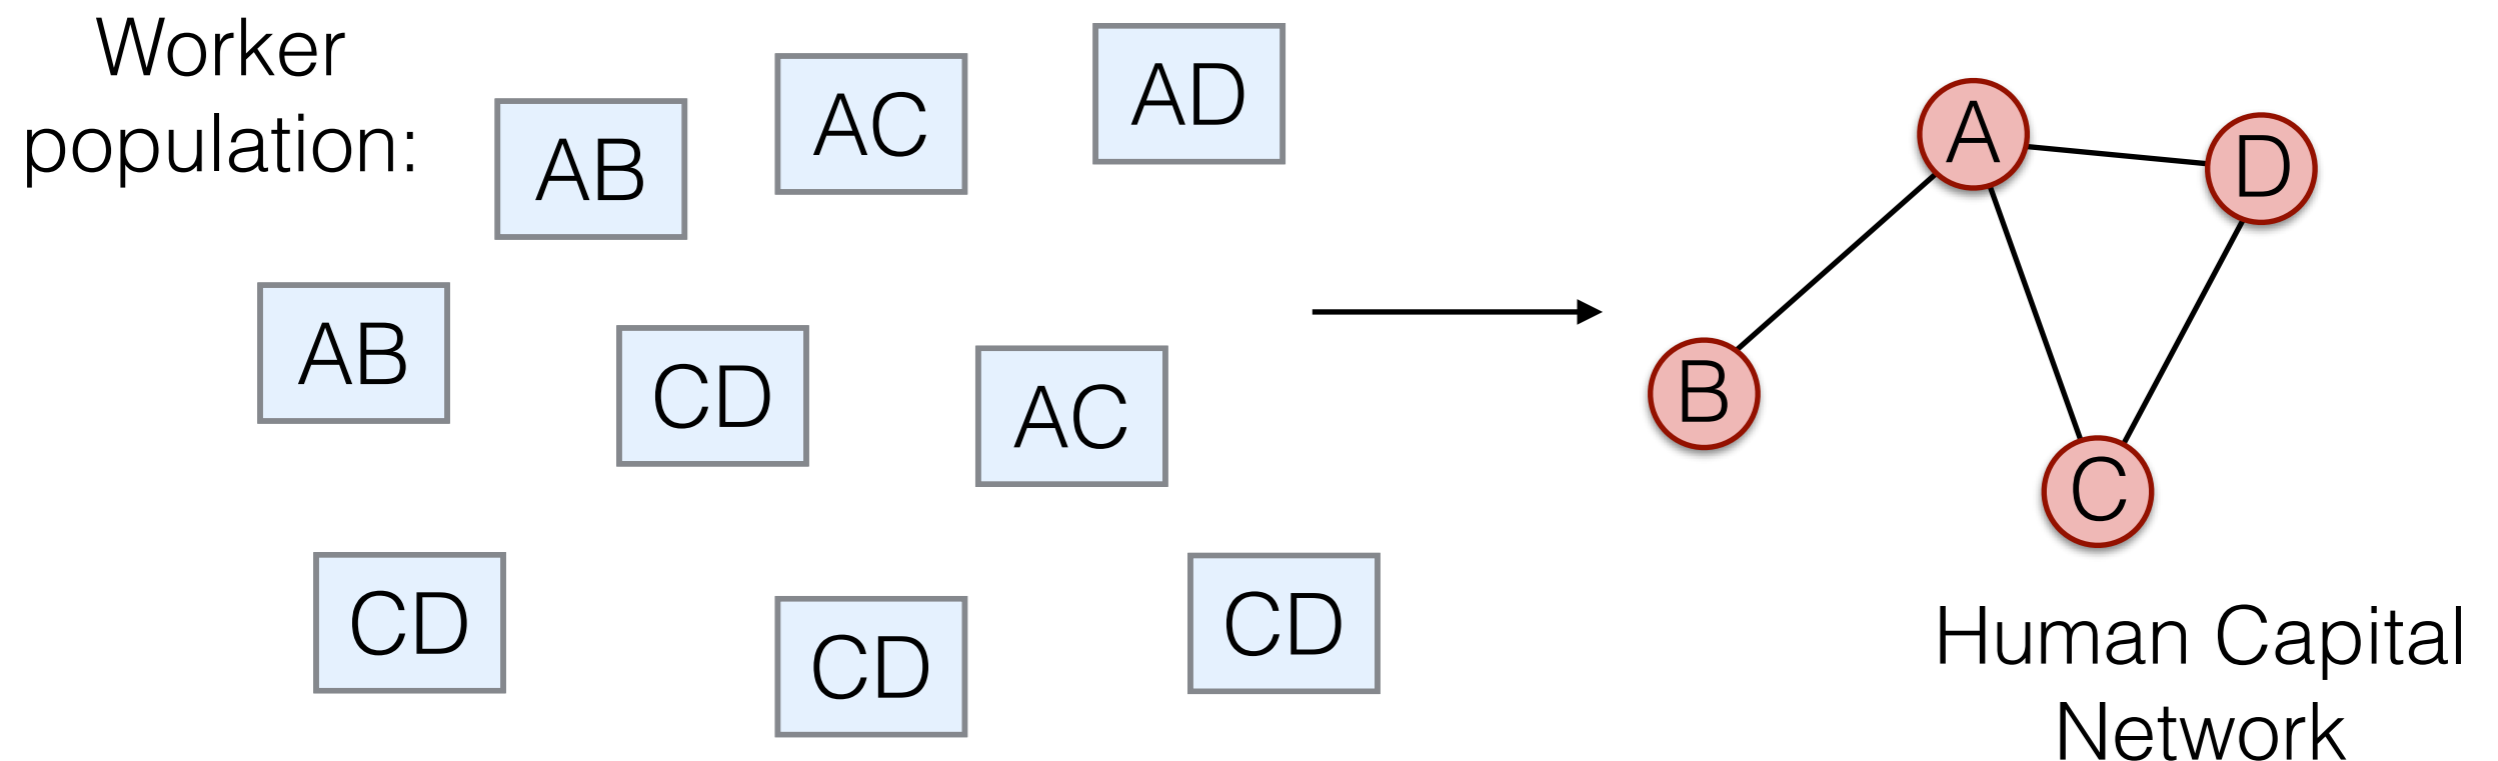 Worker
population:
AB
AC
AD
AB
CD
AC
CD
CD
CD
A
D
B
C
Human Capital
Network